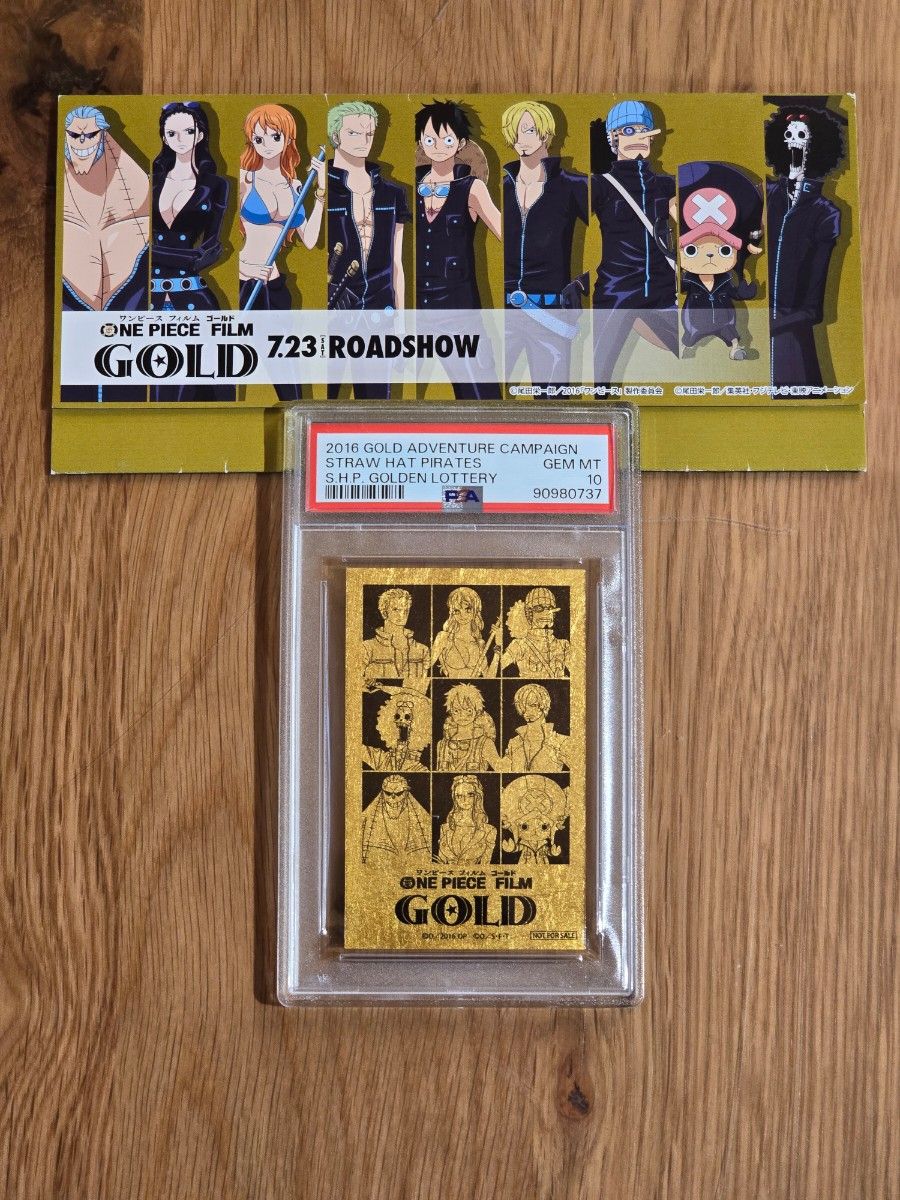 ワンピース フィルム ゴールド
ONE PIECE FILM
GOLD 7.23 SAT. ROADSHOW
©尾田栄一郎／2016「ワンピース」製作委員会 ©尾田栄一郎／集英社・フジテレビ・東映アニメーション
2016 GOLD ADVENTURE CAMPAIGN
STRAW HAT PIRATES GEM MT
S.H.P. GOLDEN LOTTERY 10
PSA 90980737
ワンピース フィルム ゴールド
ONE PIECE FILM
GOLD
©O／2016 OP ©O／S・F・T NOT FOR SALE